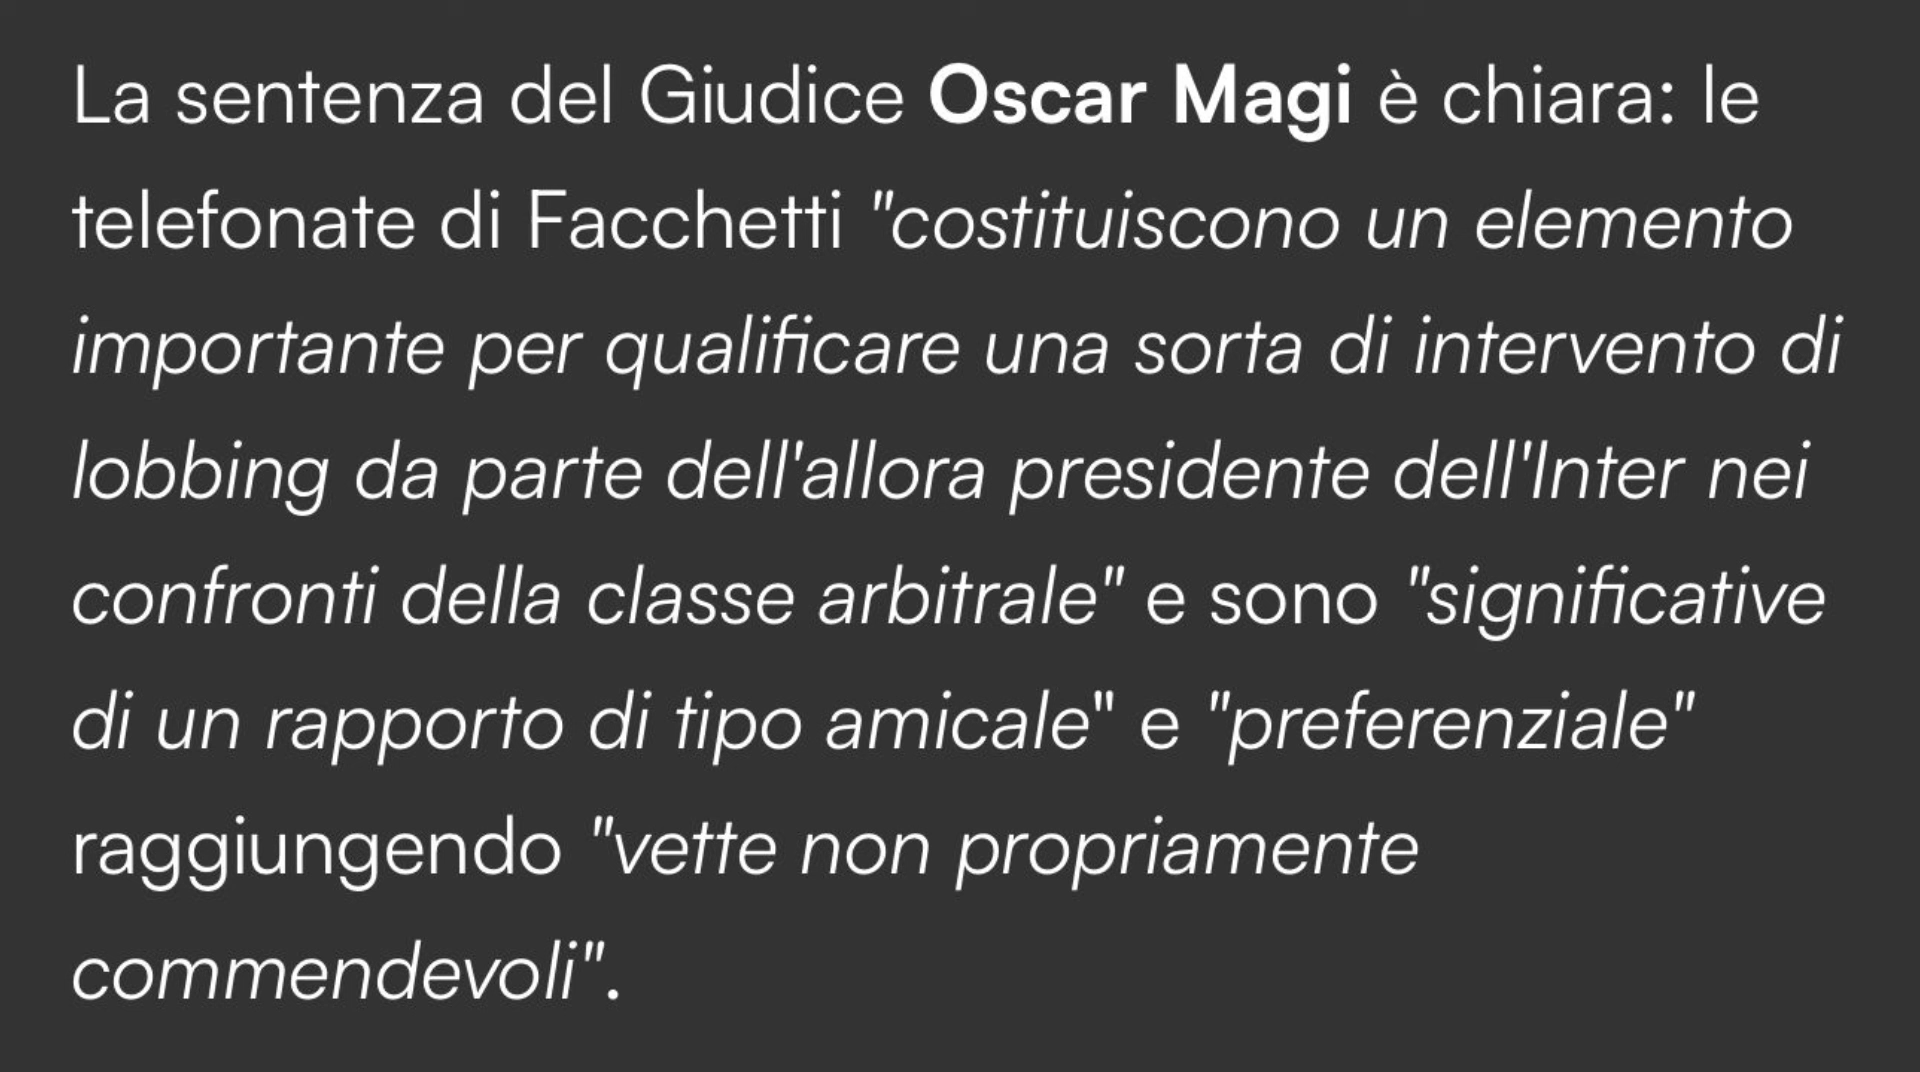 La sentenza del Giudice Oscar Magi è chiara: le
telefonate di Facchetti "costituiscono un elemento
importante per qualificare una sorta di intervento di
lobbing da parte dell'allora presidente dell'Inter nei
confronti della classe arbitrale" e sono "significative
di un rapporto di tipo amicale" e "preferenziale"
raggiungendo "vette non propriamente
commendevoli".